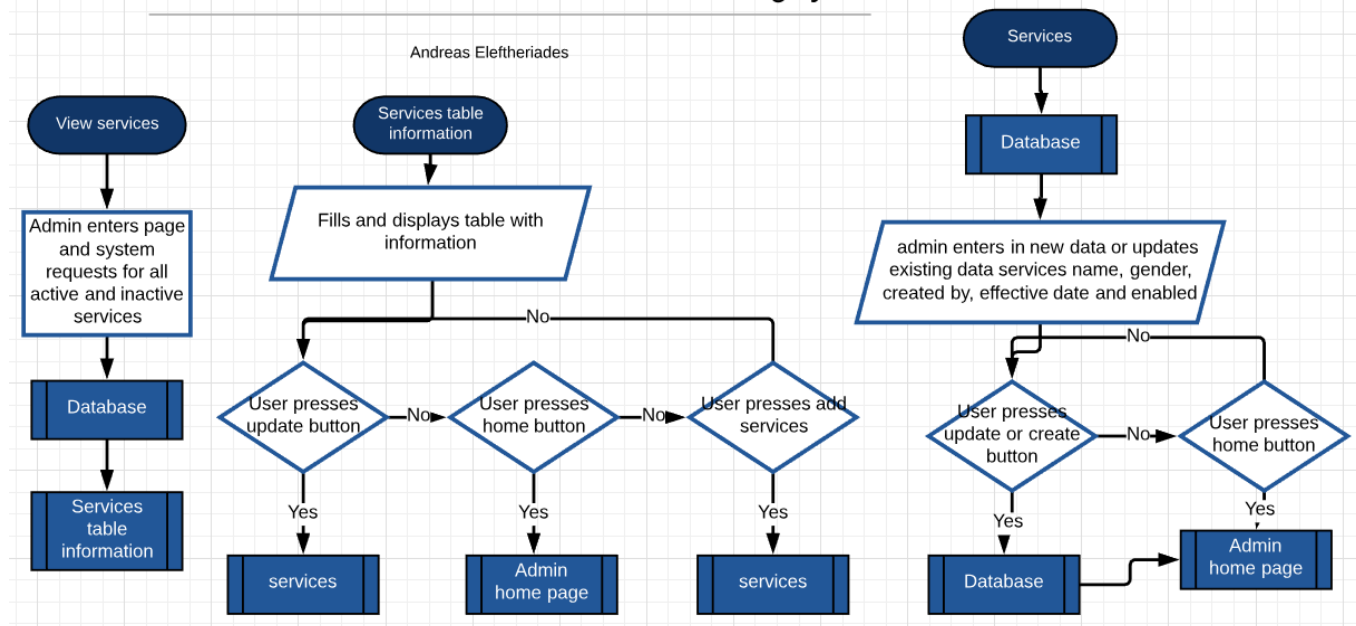 Andreas Eleftheriades
View services
Admin enters page
and system
requests for all
active and inactive
services
Database
Services
table
information
Services table
information
Fills and displays table with
information
No
User presses
update button
No
User presses
home button
No
User presses add
services
Yes
Yes
Yes
services
Admin
home page
services
Services
Database
admin enters in new data or updates
existing data services name, gender,
created by, effective date and enabled
No
User presses
update or create
button
No
User presses
home button
Yes
Yes
Database
Admin
home page